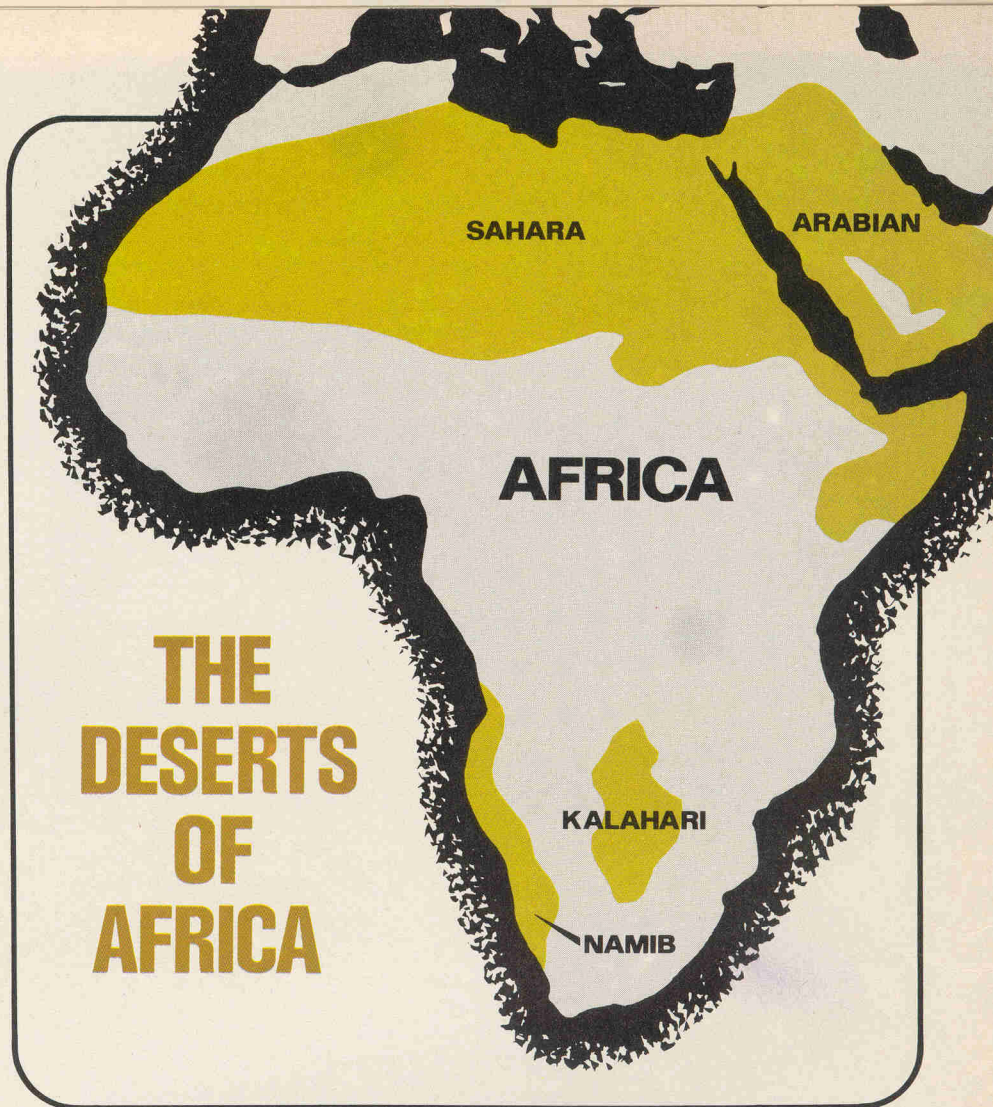 SAHARA
ARABIAN
AFRICA
THE
DESERTS
OF
AFRICA
KALAHARI
NAMIB